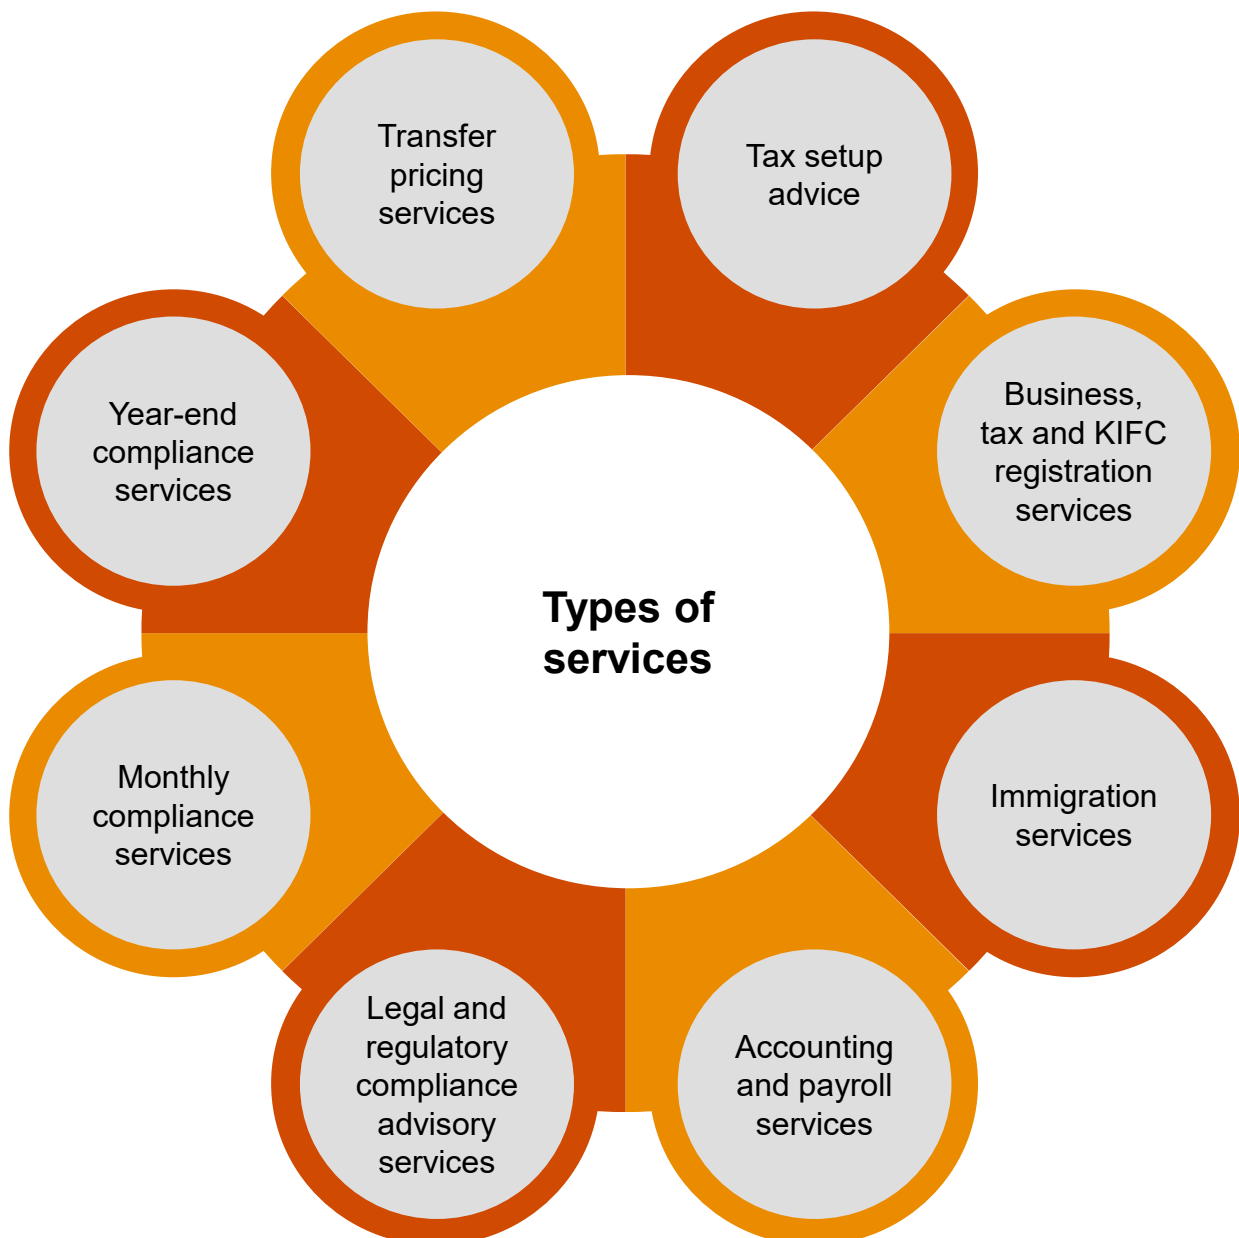 Transfer
pricing
services
Tax setup
advice
Business,
tax and KIFC
registration
services
Immigration
services
Accounting
and payroll
services
Legal and
regulatory
compliance
advisory
services
Monthly
compliance
services
Year-end
compliance
services
Types of
services